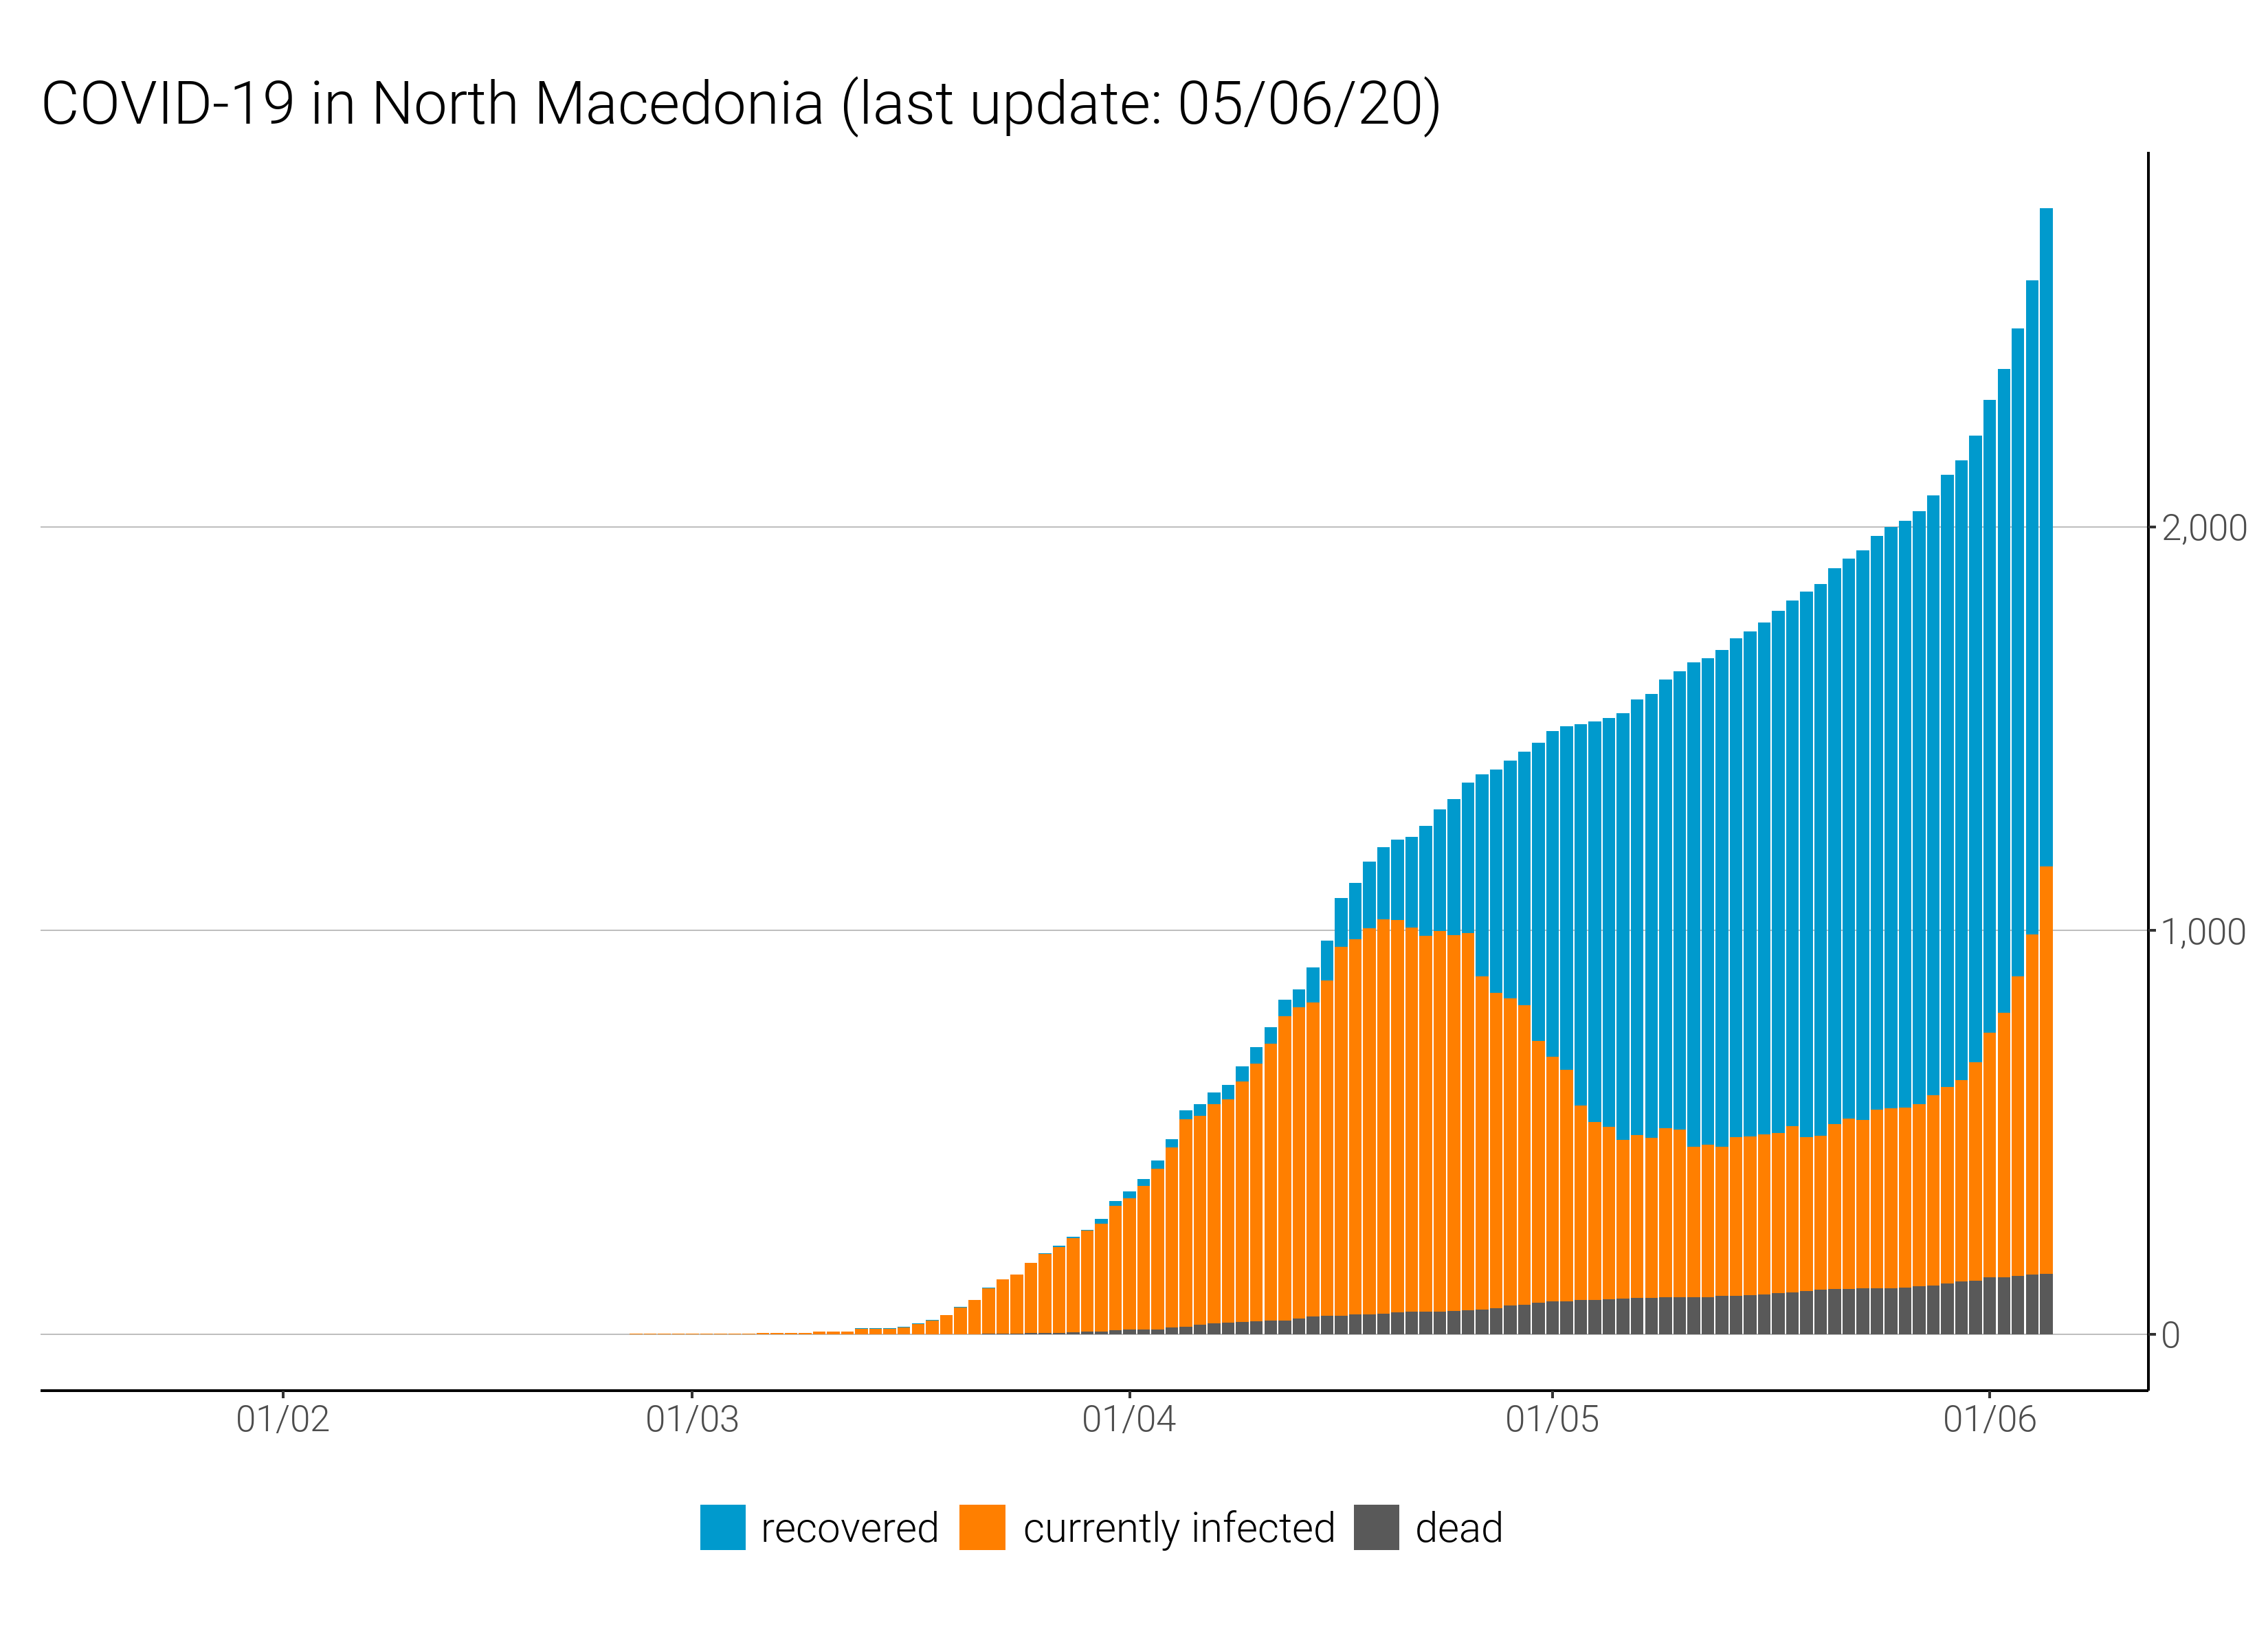 COVID-19 in North Macedonia (last update: 05/06/20)
2,000
1,000
0
01/02 01/03 01/04 01/05 01/06
recovered currently infected dead